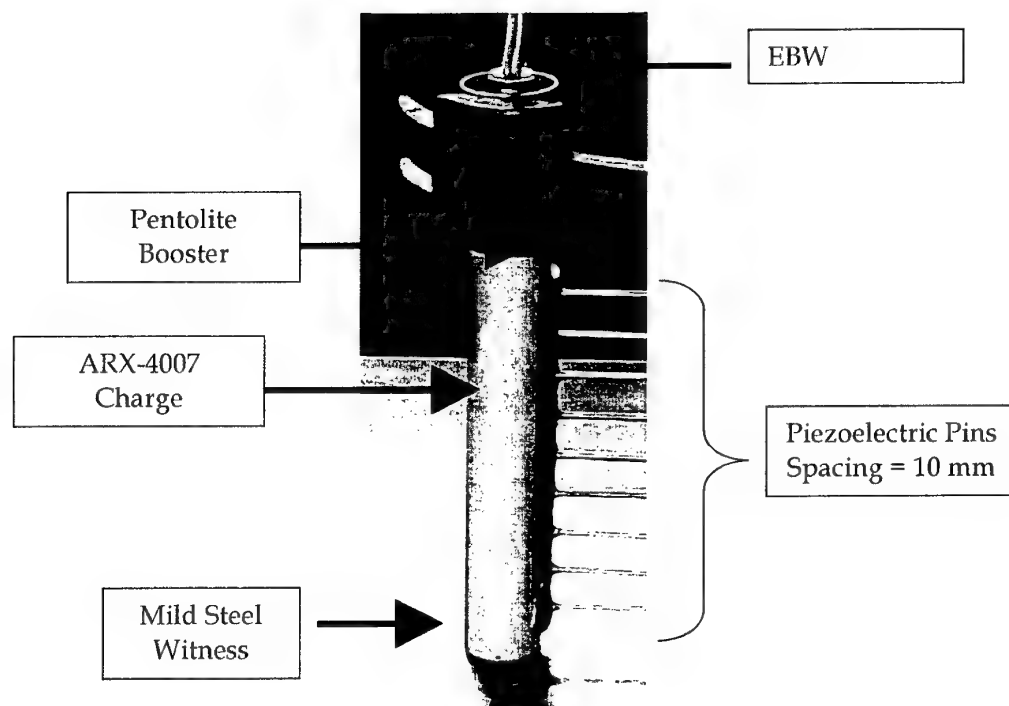 EBW
Pentolite
Booster
ARX-4007
Charge
Piezoelectric Pins
Spacing = 10 mm
Mild Steel
Witness